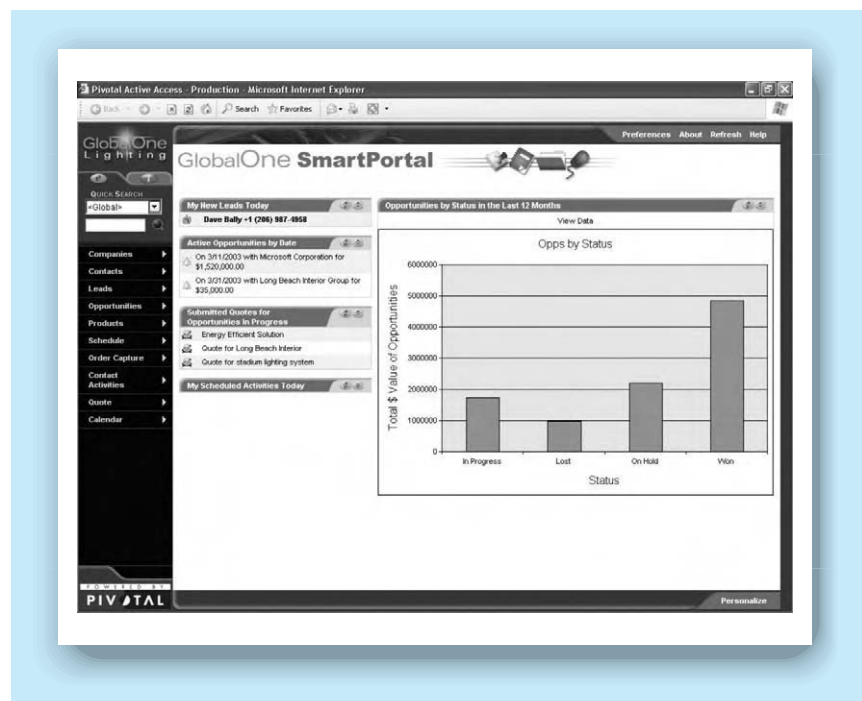 Pivotal Active Access - Production - Microsoft Internet Explorer
Back
Search
Favorites
Preferences About Refresh Help
GlobalOne
Lighting
GlobalOne SmartPortal
QUICK SEARCH
<Global>
Companies
Contacts
Leads
Opportunities
Products
Schedule
Order Capture
Contact
Activities
Quote
Calendar
My New Leads Today
Dave Bally +1 (206) 987-4958
Active Opportunities by Date
On 3/11/2003 with Microsoft Corporation for
$1,520,000.00
On 3/31/2003 with Long Beach Interior Group for
$35,000.00
Submitted Quotes for
Opportunities In Progress
Energy Efficient Solution
Quote for Long Beach Interior
Quote for stadium lighting system
My Scheduled Activities Today
Opportunities by Status in the Last 12 Months
View Data
Opps by Status
Total $ Value of Opportunities
6000000
5000000
4000000
3000000
2000000
1000000
0
In Progress Lost On Hold Won
Status
POWERED BY
PIVOTAL
Personalize